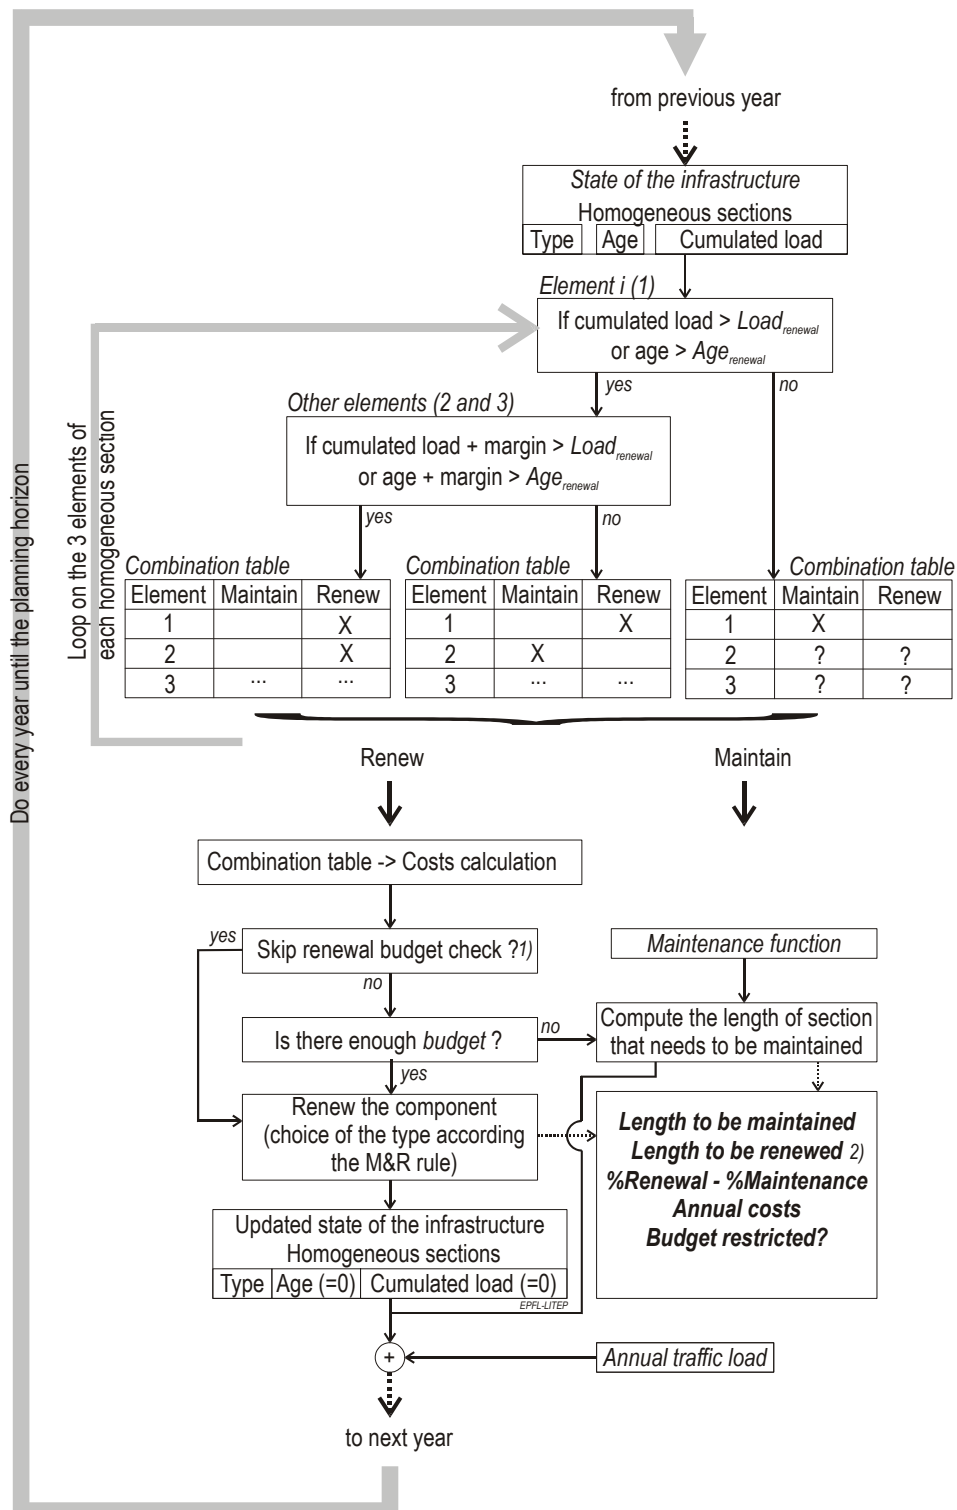 from previous year
State of the infrastructure
Homogeneous sections
Type Age Cumulated load
Element i (1)
If cumulated load > Load renewal
or age > Age renewal
yes
no
Other elements (2 and 3)
If cumulated load + margin > Load renewal
or age + margin > Age renewal
yes
no
Combination table
Element Maintain Renew
1 X
2 X
3 ... ...
Combination table
Element Maintain Renew
1 X
2 X
3 ... ...
Combination table
Element Maintain Renew
1 X
2 ? ?
3 ? ?
Loop on the 3 elements of
each homogeneous section
Do every year until the planning horizon
Renew
Maintain
Combination table -> Costs calculation
yes
Skip renewal budget check ?1)
no
Is there enough budget ?
no
yes
Renew the component
(choice of the type according
the M&R rule)
Maintenance function
Compute the length of section
that needs to be maintained
Length to be maintained
Length to be renewed 2)
%Renewal - %Maintenance
Annual costs
Budget restricted?
Updated state of the infrastructure
Homogeneous sections
Type Age (=0) Cumulated load (=0)
EPFL-LITEP
+
Annual traffic load
to next year